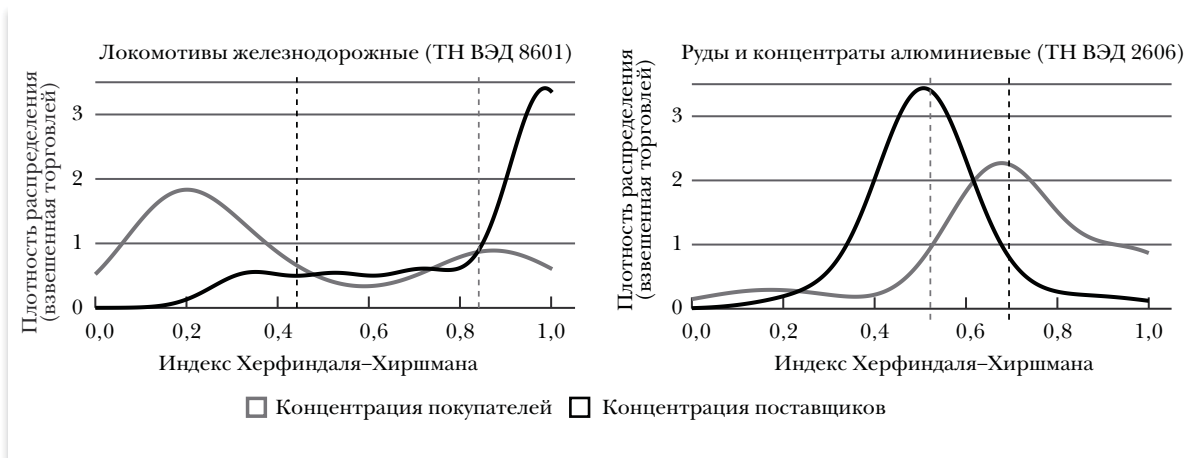 Локомотивы железнодорожные (ТН ВЭД 8601)
Плотность распределения
(взвешенная торговлей)
3
2
1
0
0,0 0,2 0,4 0,6 0,8 1,0
Индекс Херфиндаля–Хиршмана
Руды и концентраты алюминиевые (ТН ВЭД 2606)
Плотность распределения
(взвешенная торговлей)
3
2
1
0
0,0 0,2 0,4 0,6 0,8 1,0
Индекс Херфиндаля–Хиршмана
Концентрация покупателей Концентрация поставщиков